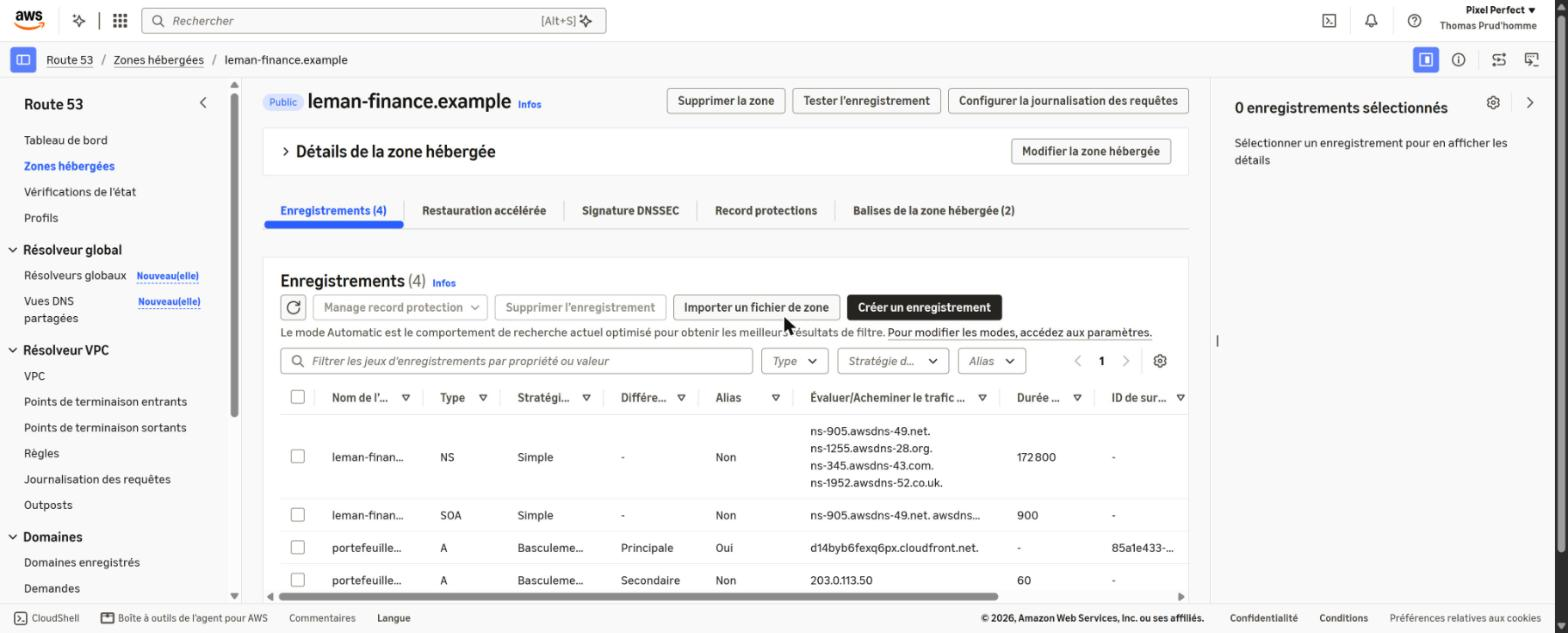 aws
Rechercher
[Alt+S]
Pixel Perfect
Thomas Prud'homme
Route 53 / Zones hébergées / leman-finance.example
Route 53
Tableau de bord
Zones hébergées
Vérifications de l'état
Profils
Résolveur global
Résolveurs globaux Nouveau(elle)
Vues DNS
partagées
Nouveau(elle)
Résolveur VPC
VPC
Points de terminaison entrants
Points de terminaison sortants
Règles
Journalisation des requêtes
Outposts
Domaines
Domaines enregistrés
Demandes
Public leman-finance.example Infos
Supprimer la zone
Tester l'enregistrement
Configurer la journalisation des requêtes
Détails de la zone hébergée
Modifier la zone hébergée
Enregistrements (4)
Restauration accélérée
Signature DNSSEC
Record protections
Balises de la zone hébergée (2)
Enregistrements (4) Infos
Manage record protection
Supprimer l'enregistrement
Importer un fichier de zone
Créer un enregistrement
Le mode Automatic est le comportement de recherche actuel optimisé pour obtenir les meilleurs résultats de filtre. Pour modifier les modes, accédez aux paramètres.
Filtrer les jeux d'enregistrements par propriété ou valeur
Type
Stratégie d...
Alias
1
Nom de l'... Type Stratégi... Différe... Alias Évaluer/Acheminer le trafic ... Durée ... ID de sur...
leman-finan... NS Simple - Non
ns-905.awsdns-49.net.
ns-1255.awsdns-28.org.
ns-345.awsdns-43.com.
ns-1952.awsdns-52.co.uk.
172 800 -
leman-finan... SOA Simple - Non ns-905.awsdns-49.net. awsdns... 900 -
portefeuille... A Basculeme... Principale Oui d14byb6fexq6px.cloudfront.net. - 85a1e433-...
portefeuille... A Basculeme... Secondaire Non 203.0.113.50 60 -
0 enregistrements sélectionnés
Sélectionner un enregistrement pour en afficher les
détails
CloudShell
Boîte à outils de l'agent pour AWS
Commentaires
Langue
© 2026, Amazon Web Services, Inc. ou ses affiliés.
Confidentialité
Conditions
Préférences relatives aux cookies